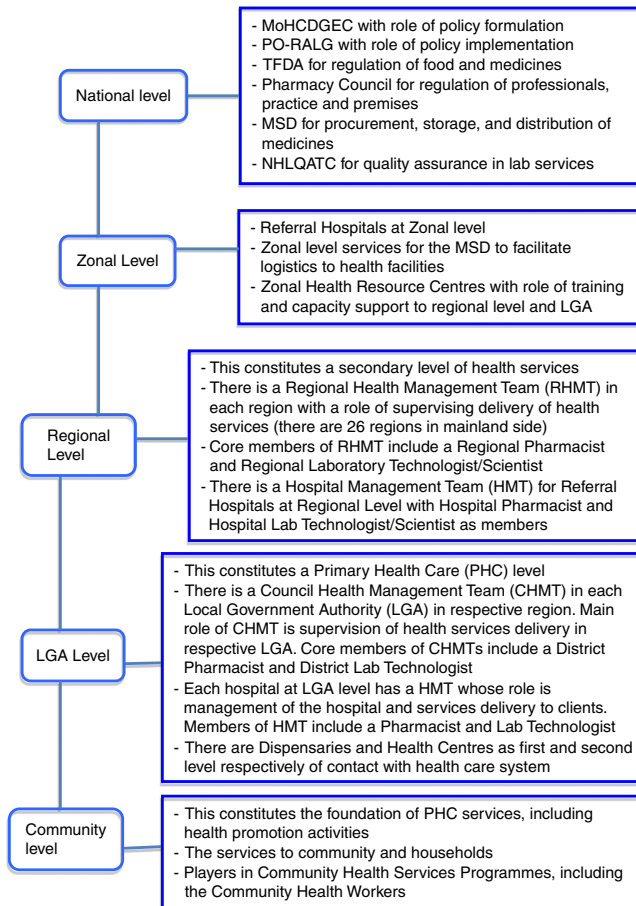 National level
- MoHCDGEC with role of policy formulation
- PO-RALG with role of policy implementation
- TFDA for regulation of food and medicines
- Pharmacy Council for regulation of professionals,
practice and premises
- MSD for procurement, storage, and distribution of
medicines
- NHLQATC for quality assurance in lab services
Zonal Level
- Referral Hospitals at Zonal level
- Zonal level services for the MSD to facilitate
logistics to health facilities
- Zonal Health Resource Centres with role of training
and capacity support to regional level and LGA
Regional
Level
- This constitutes a secondary level of health services
- There is a Regional Health Management Team (RHMT) in
each region with a role of supervising delivery of health
services (there are 26 regions in mainland side)
- Core members of RHMT include a Regional Pharmacist
and Regional Laboratory Technologist/Scientist
- There is a Hospital Management Team (HMT) for Referral
Hospitals at Regional Level with Hospital Pharmacist and
Hospital Lab Technologist/Scientist as members
LGA Level
- This constitutes a Primary Health Care (PHC) level
- There is a Council Health Management Team (CHMT) in each
Local Government Authority (LGA) in respective region. Main
role of CHMT is supervision of health services delivery in
respective LGA. Core members of CHMTs include a District
Pharmacist and District Lab Technologist
- Each hospital at LGA level has a HMT whose role is
management of the hospital and services delivery to clients.
Members of HMT include a Pharmacist and Lab Technologist
- There are Dispensaries and Health Centres as first and second
level respectively of contact with health care system
Community
level
- This constitutes the foundation of PHC services, including
health promotion activities
- The services to community and households
- Players in Community Health Services Programmes, including
the Community Health Workers